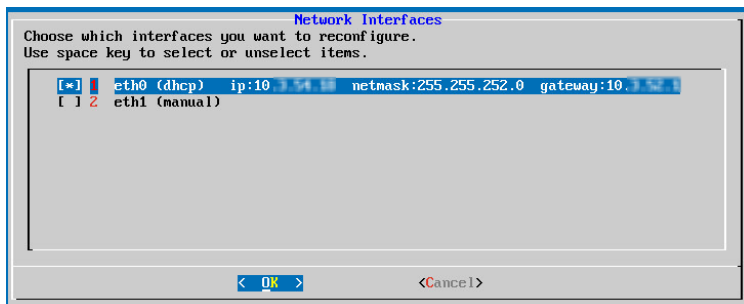 Network Interfaces
Choose which interfaces you want to reconfigure.
Use space key to select or unselect items.
[*] 1 eth0 (dhcp) ip:10 netmask:255.255.252.0 gateway:10.
[ ] 2 eth1 (manual)
< OK > <Cancel>